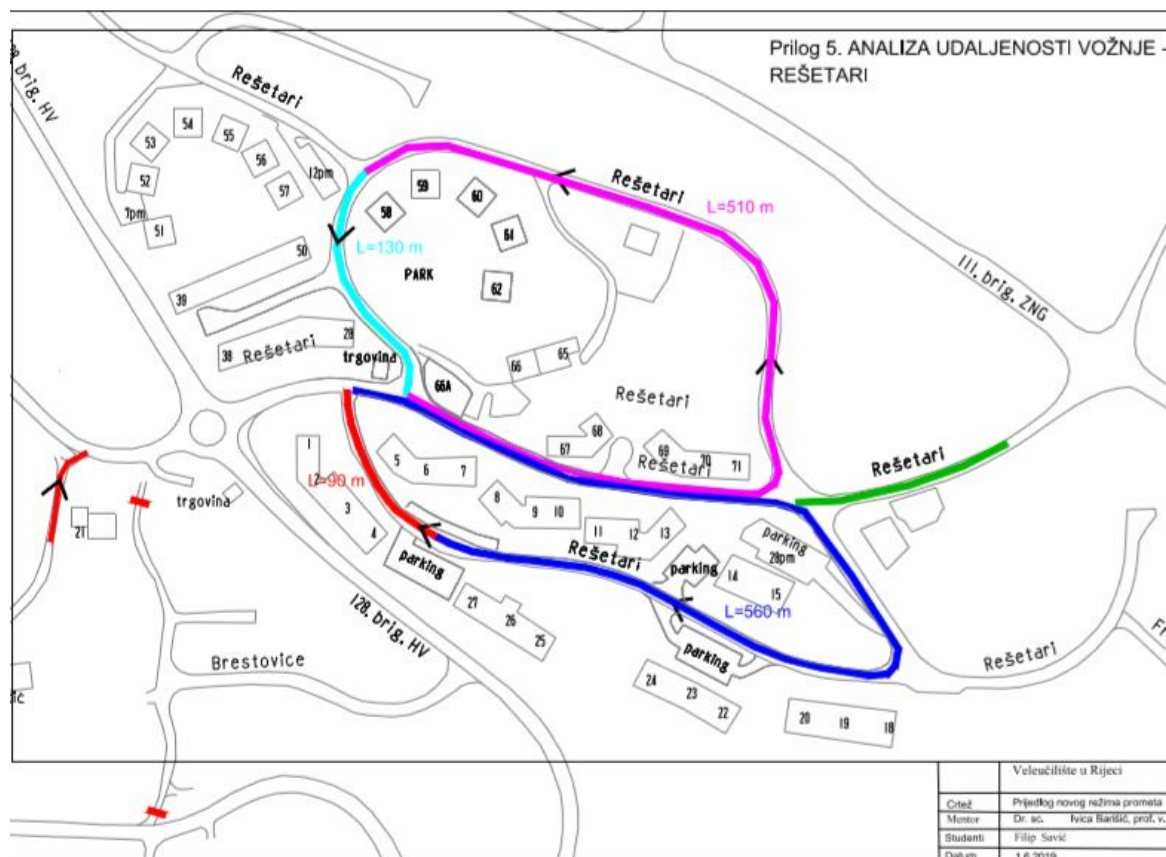 Prilog 5. ANALIZA UDALJENOSTI VOŽNJE -
REŠETARI
brig. HV
Rešetari
54
53
55
56
52
57
12pm
7pm
51
50
39
59
58
60
61
62
PARK
L=130 m
Rešetari
L=510 m
111. brig. ZNG
38
Rešetari
28
trgovina
66A
66
65
Rešetari
67
68
69
70
71
Rešetari
Rešetari
1
2
3
4
5
6
7
L=90 m
8
9
10
11
12
13
trgovina
21
Rešetari
parking
parking
28pm
parking
14
15
L=560 m
27
26
25
128. brig. HV
parking
24
23
22
20
19
18
Rešetari
Brestovice
Veleučilište u Rijeci
Crtež
Prijedlog novog režima prometa
Mentor
Dr. sc. Ivica Barišić, prof. v.
Studenti
Filip Savić
Datum
1.6.2019